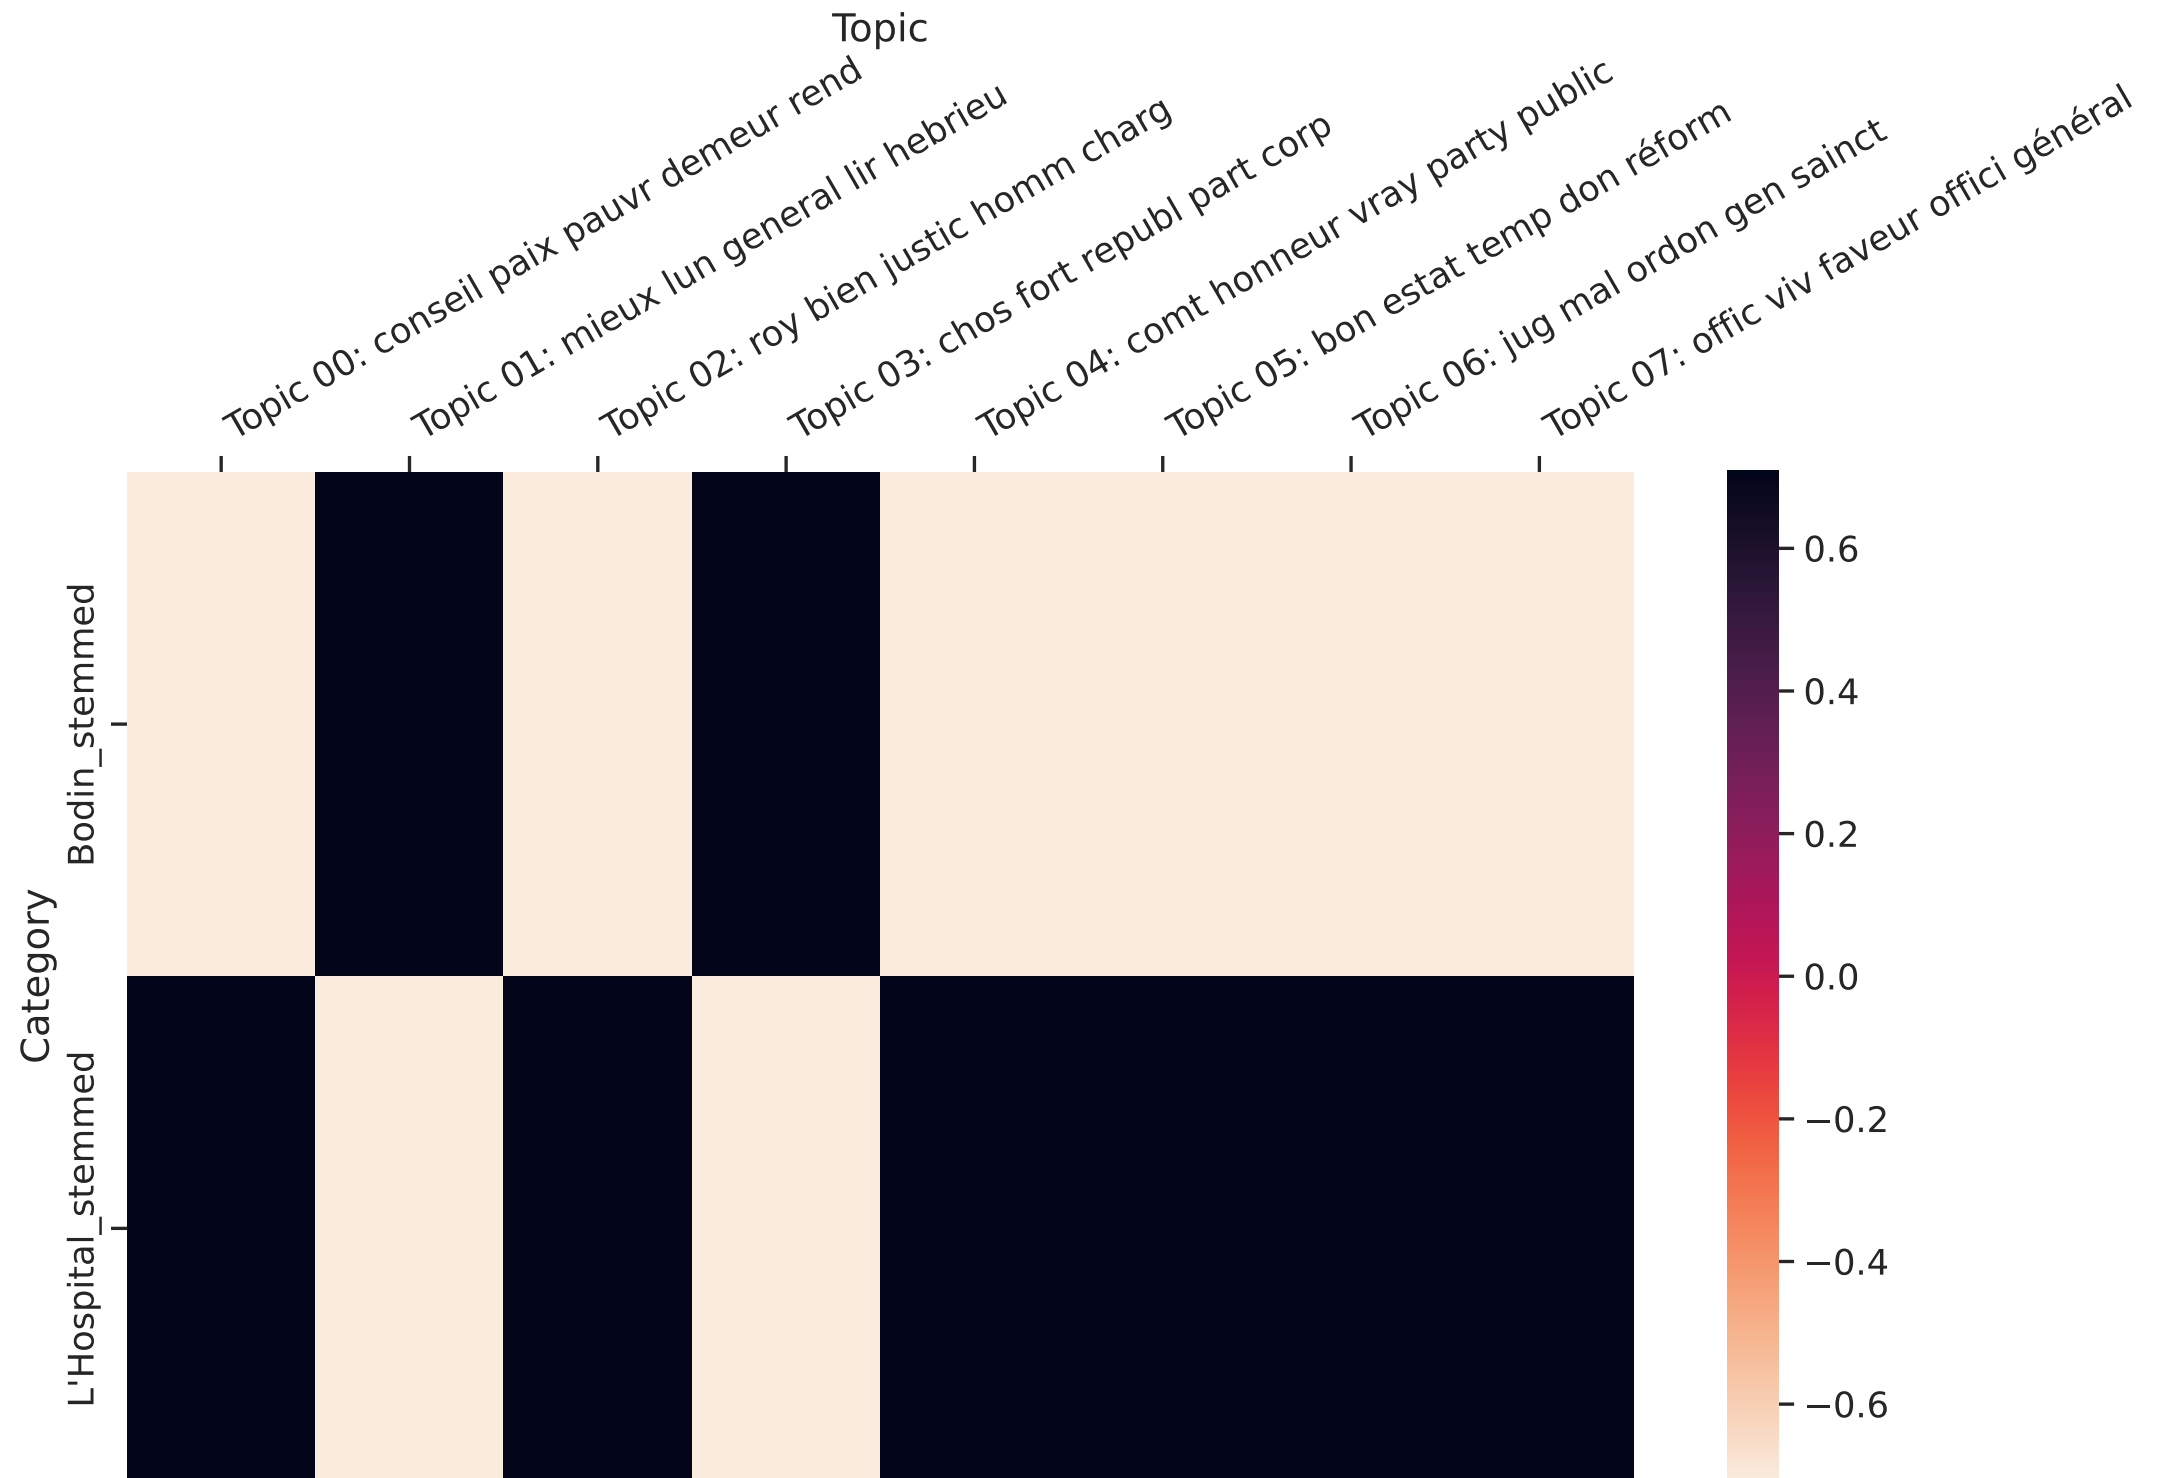 Topic
Topic 00: conseil paix pauvr demeur rend
Topic 01: mieux lun general lir hebrieu
Topic 02: roy bien justic homm charg
Topic 03: chos fort republ part corp
Topic 04: comt honneur vray party public
Topic 05: bon estat temp don réform
Topic 06: jug mal ordon gen sainct
Topic 07: offic viv faveur offici général
Category
Bodin_stemmed
L'Hospital_stemmed
0.6
0.4
0.2
0.0
−0.2
−0.4
−0.6